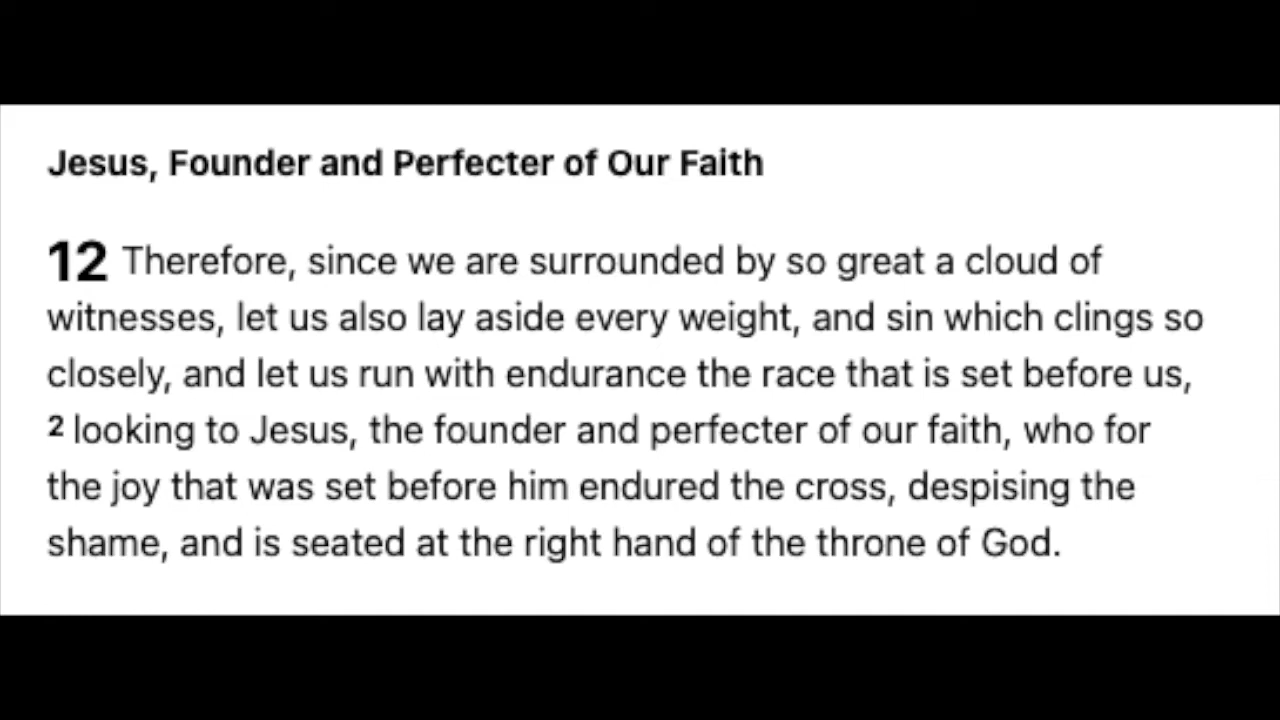 Jesus, Founder and Perfecter of Our Faith
12 Therefore, since we are surrounded by so great a cloud of
witnesses, let us also lay aside every weight, and sin which clings so
closely, and let us run with endurance the race that is set before us,
2 looking to Jesus, the founder and perfecter of our faith, who for
the joy that was set before him endured the cross, despising the
shame, and is seated at the right hand of the throne of God.